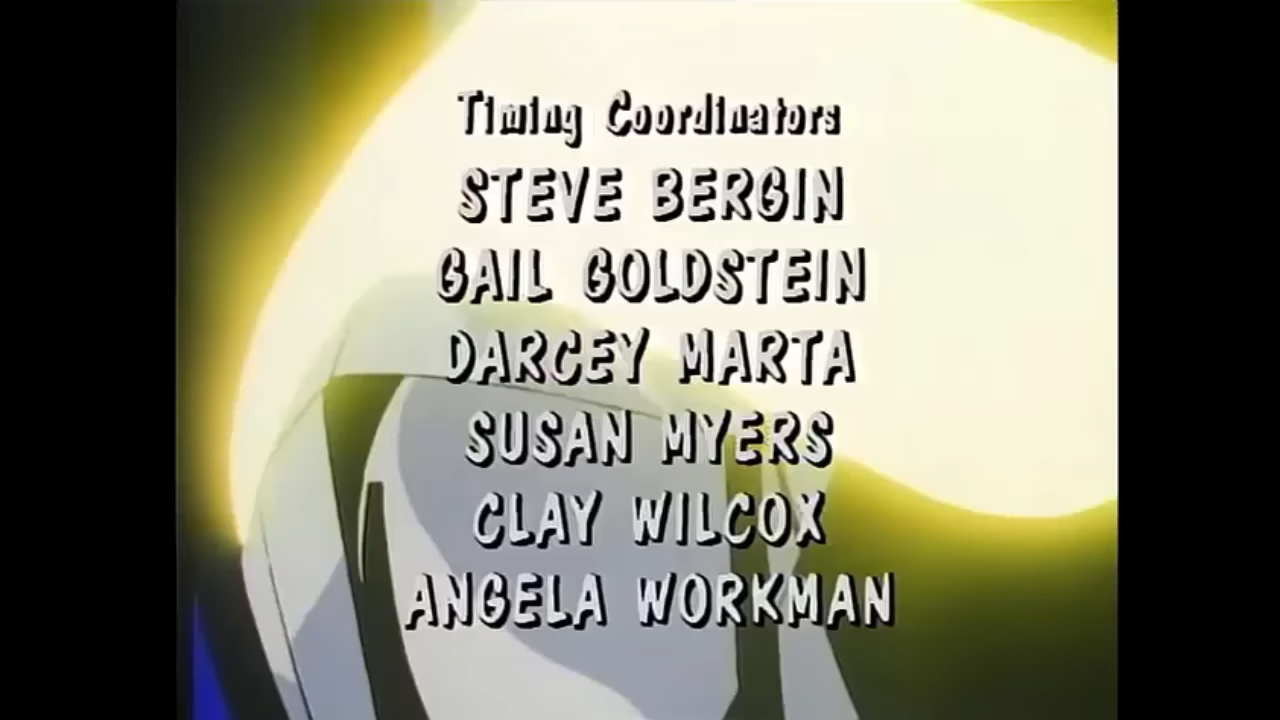 Timing Coordinators
STEVE BERGIN
GAIL GOLDSTEIN
DARCEY MARTA
SUSAN MYERS
CLAY WILCOX
ANGELA WORKMAN